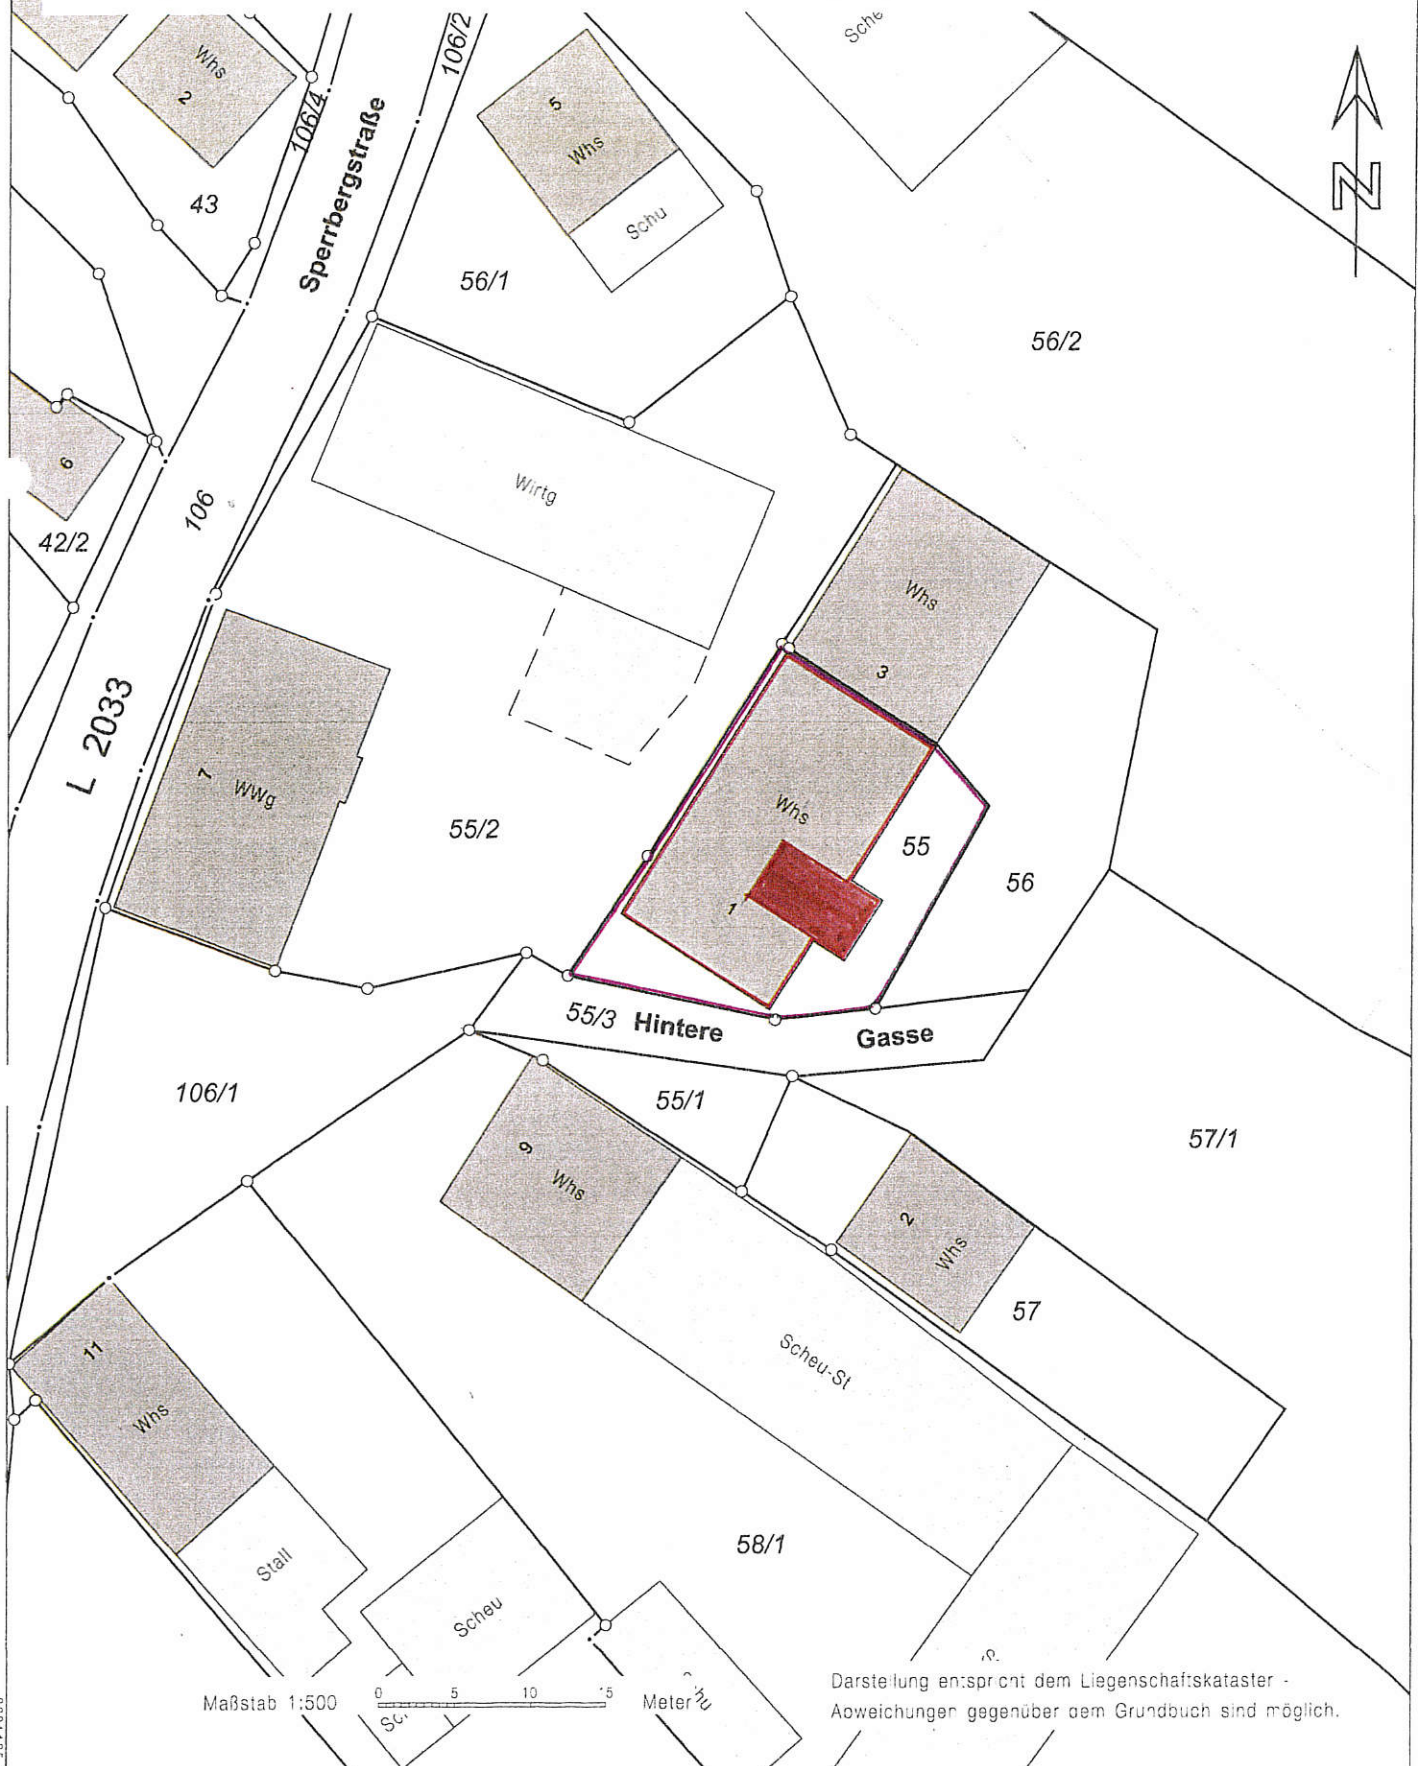 Sche
106/2
Whs
2
5
Whs
106/4
Sperrbergstraße
N
43
Schu
56/1
56/2
6
Wirtg
106
42/2
Whs
3
L 2033
7
WWg
55/2
Whs
55
56
1
55/3
Hintere Gasse
106/1
55/1
57/1
9
Whs
2
Whs
57
11
Whs
Scheu-St
58/1
Stall
Scheu
Maßstab 1:500
0 5 10 15
Meter
Darstellung entspricht dem Liegenschaftskataster -
Abweichungen gegenüber dem Grundbuch sind möglich.